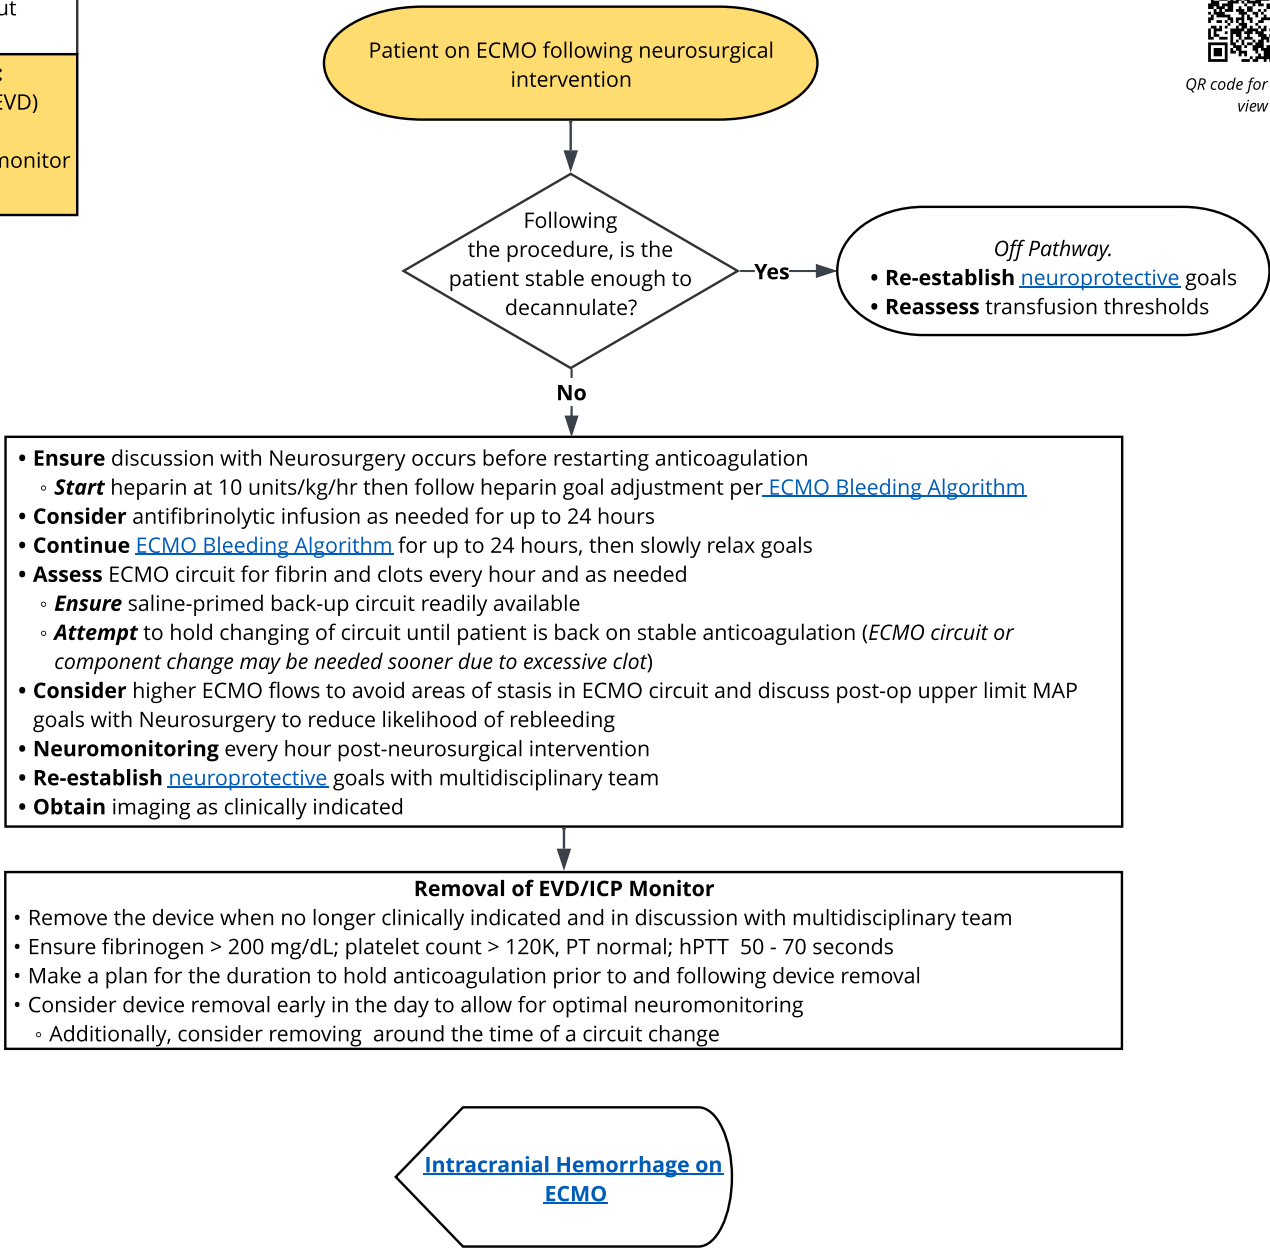 ut
:
EVD)
monitor
Patient on ECMO following neurosurgical
intervention
QR code for
view
Following
the procedure, is the
patient stable enough to
decannulate?
Yes
Off Pathway.
• Re-establish neuroprotective goals
• Reassess transfusion thresholds
No
• Ensure discussion with Neurosurgery occurs before restarting anticoagulation
◦ Start heparin at 10 units/kg/hr then follow heparin goal adjustment per ECMO Bleeding Algorithm
• Consider antifibrinolytic infusion as needed for up to 24 hours
• Continue ECMO Bleeding Algorithm for up to 24 hours, then slowly relax goals
• Assess ECMO circuit for fibrin and clots every hour and as needed
◦ Ensure saline-primed back-up circuit readily available
◦ Attempt to hold changing of circuit until patient is back on stable anticoagulation (ECMO circuit or
component change may be needed sooner due to excessive clot)
• Consider higher ECMO flows to avoid areas of stasis in ECMO circuit and discuss post-op upper limit MAP
goals with Neurosurgery to reduce likelihood of rebleeding
• Neuromonitoring every hour post-neurosurgical intervention
• Re-establish neuroprotective goals with multidisciplinary team
• Obtain imaging as clinically indicated
Removal of EVD/ICP Monitor
• Remove the device when no longer clinically indicated and in discussion with multidisciplinary team
• Ensure fibrinogen > 200 mg/dL; platelet count > 120K, PT normal; hPTT 50 - 70 seconds
• Make a plan for the duration to hold anticoagulation prior to and following device removal
• Consider device removal early in the day to allow for optimal neuromonitoring
◦ Additionally, consider removing around the time of a circuit change
Intracranial Hemorrhage on
ECMO